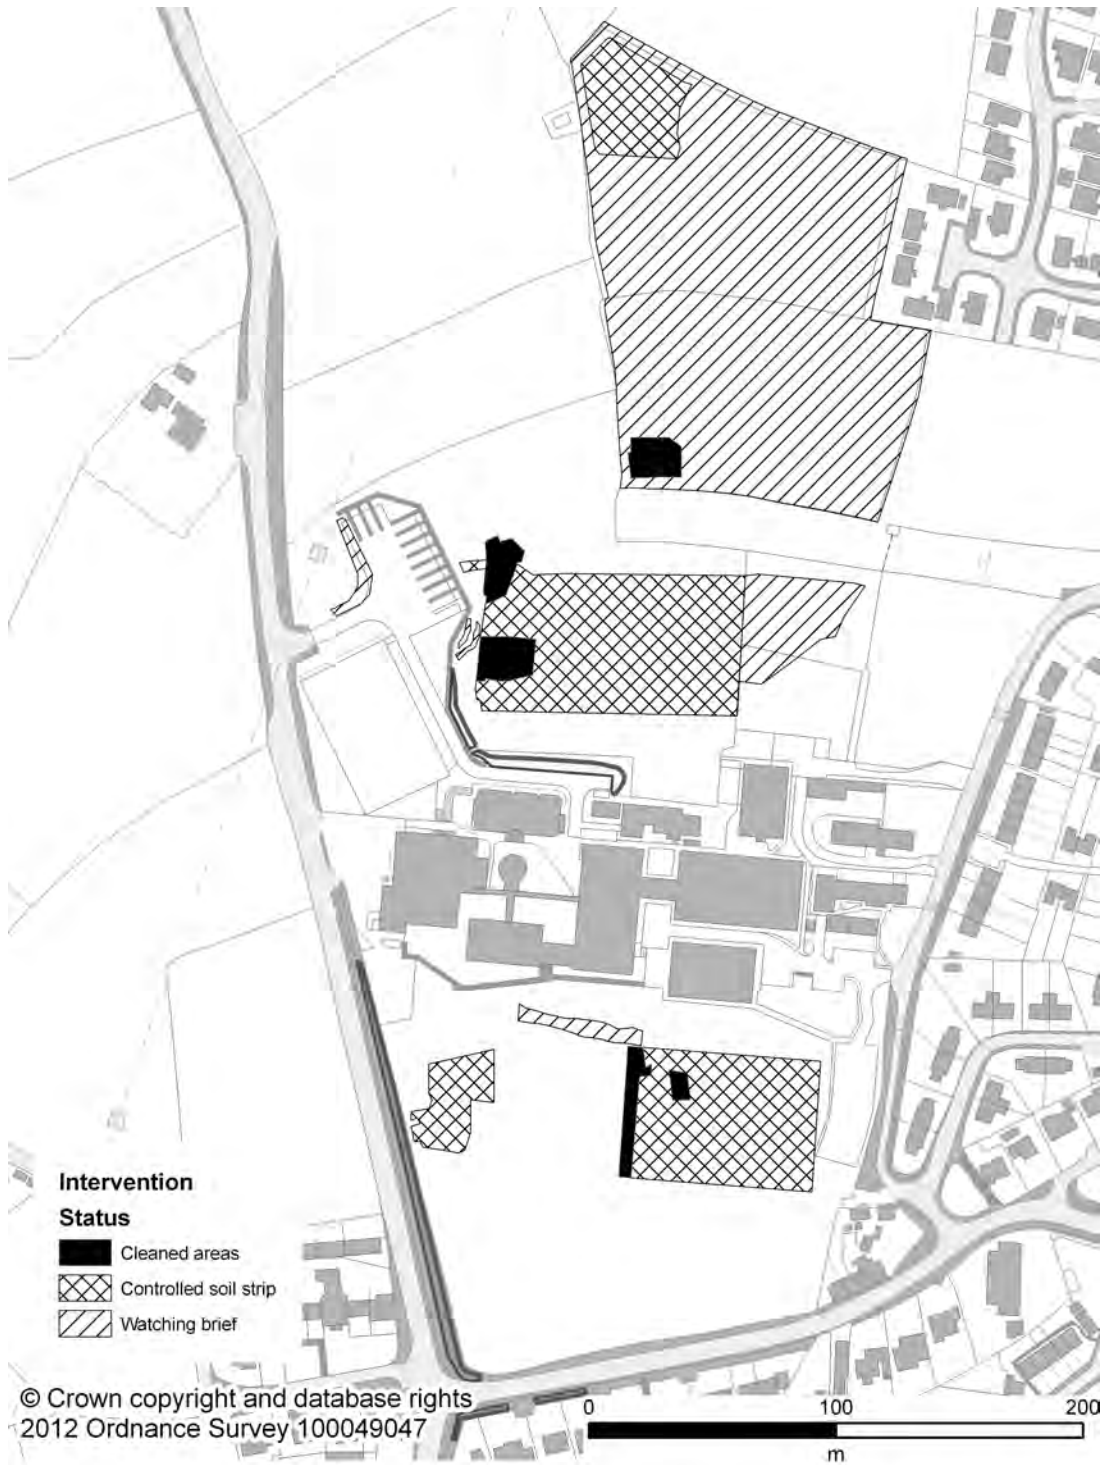 Intervention
Status
Cleaned areas
Controlled soil strip
Watching brief
© Crown copyright and database rights
2012 Ordnance Survey 100049047
0 100 200
m